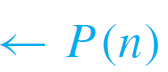 ← P(n)